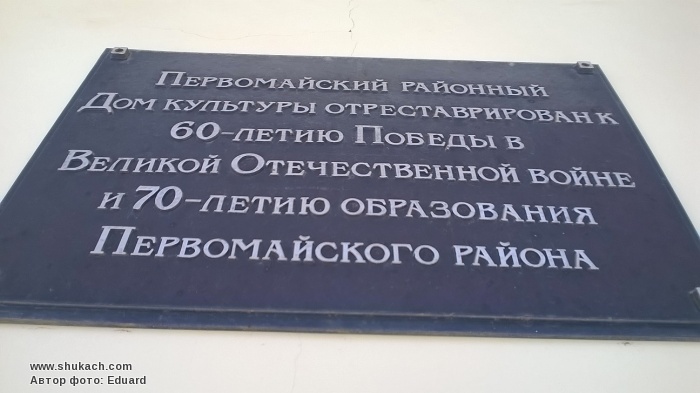 Первомайский районный
Дом культуры отреставрирован к
60-летию Победы в
Великой Отечественной войне
и 70-летию образования
Первомайского района
www.shukach.com
Автор фото: Eduard